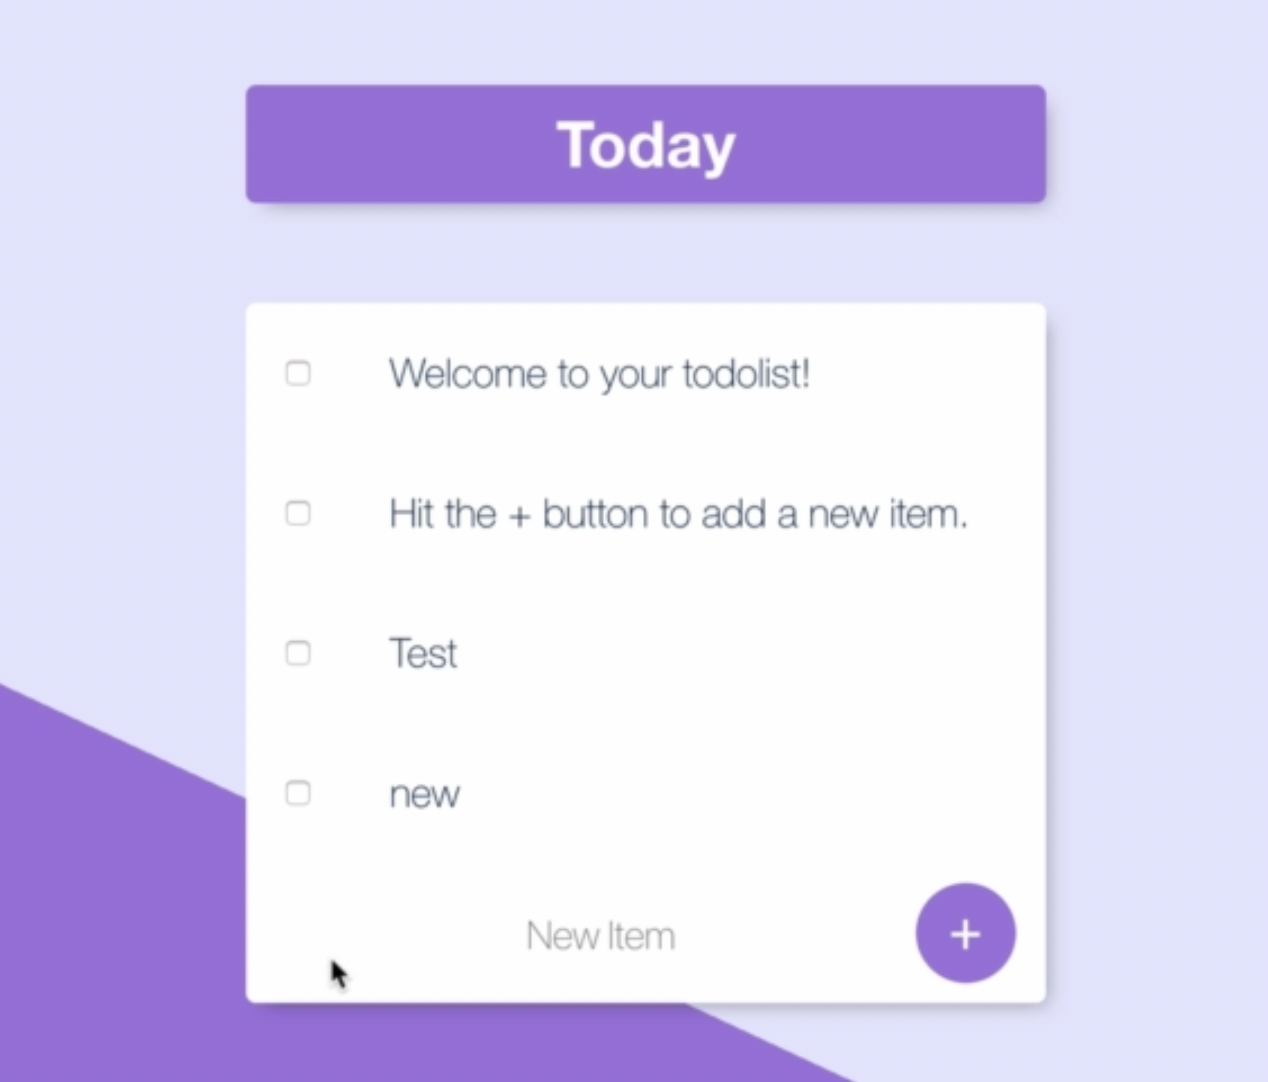 Today
Welcome to your todolist!
Hit the + button to add a new item.
Test
new
New Item
+